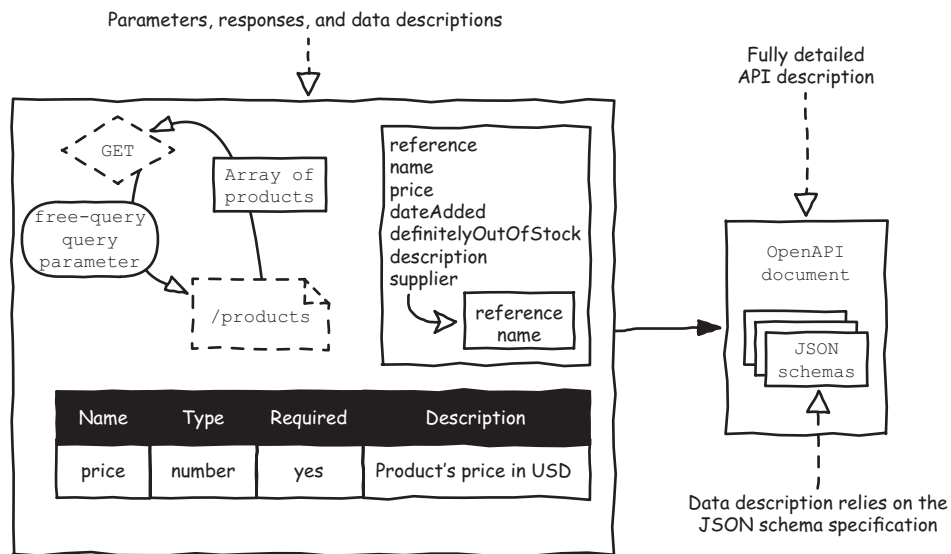 Parameters, responses, and data descriptions
Fully detailed
API description
GET
Array of
products
free-query
query
parameter
/products
reference
name
price
dateAdded
definitelyOutOfStock
description
supplier
reference
name
OpenAPI
document
JSON
schemas
Name Type Required Description
price number yes Product's price in USD
Data description relies on the
JSON schema specification